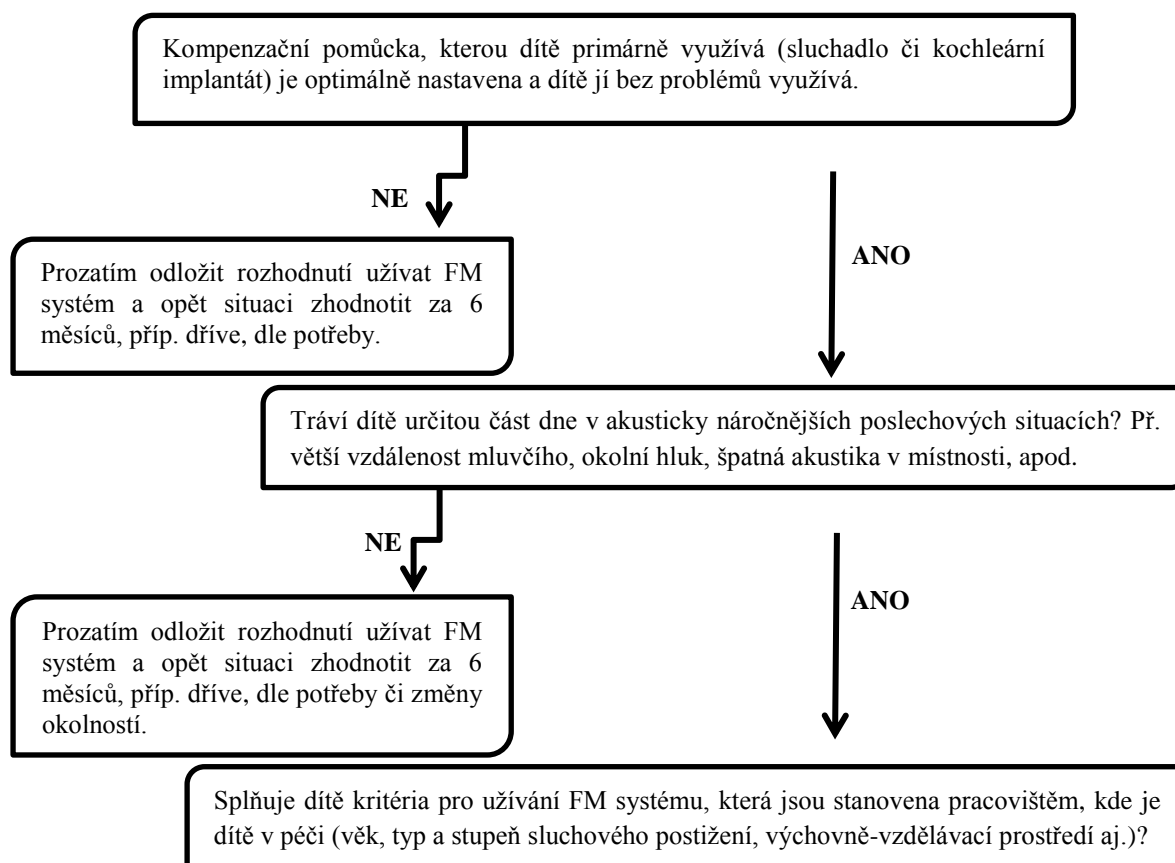 Kompenzační pomůcka, kterou dítě primárně využívá (sluchadlo či kochleární
implantát) je optimálně nastavena a dítě jí bez problémů využívá.
NE
ANO
Prozatím odložit rozhodnutí užívat FM
systém a opět situaci zhodnotit za 6
měsíců, příp. dříve, dle potřeby.
Tráví dítě určitou část dne v akusticky náročnějších poslechových situacích? Př.
větší vzdálenost mluvčího, okolní hluk, špatná akustika v místnosti, apod.
NE
ANO
Prozatím odložit rozhodnutí užívat FM
systém a opět situaci zhodnotit za 6
měsíců, příp. dříve, dle potřeby či změny
okolností.
Splňuje dítě kritéria pro užívání FM systému, která jsou stanovena pracovištěm, kde je
dítě v péči (věk, typ a stupeň sluchového postižení, výchovně-vzdělávací prostředí aj.)?